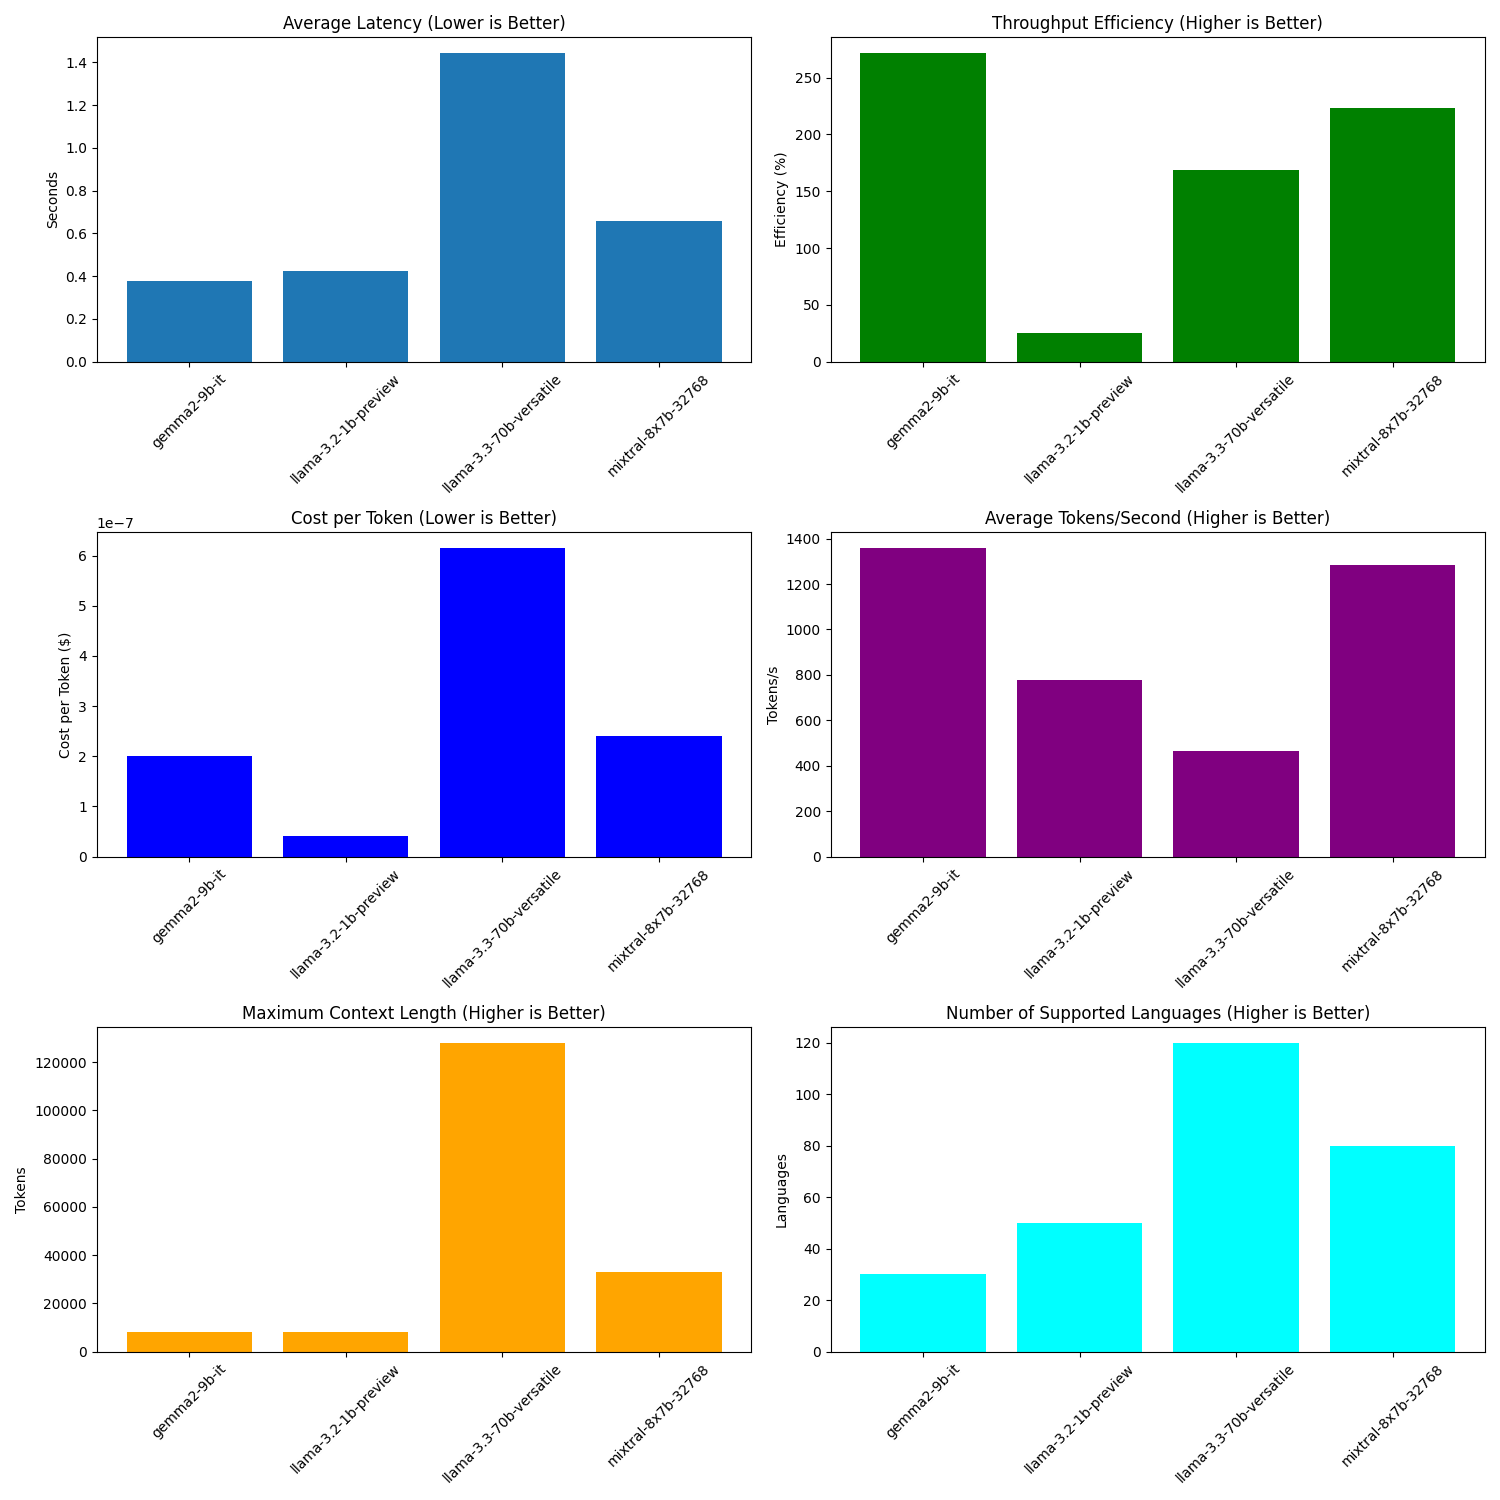 Average Latency (Lower is Better)
Seconds
1.4
1.2
1.0
0.8
0.6
0.4
0.2
0.0
gemma2-9b-it
llama-3.2-1b-preview
llama-3.3-70b-versatile
mixtral-8x7b-32768
Throughput Efficiency (Higher is Better)
Efficiency (%)
250
200
150
100
50
0
gemma2-9b-it
llama-3.2-1b-preview
llama-3.3-70b-versatile
mixtral-8x7b-32768
Cost per Token (Lower is Better)
1e−7
Cost per Token ($)
6
5
4
3
2
1
0
gemma2-9b-it
llama-3.2-1b-preview
llama-3.3-70b-versatile
mixtral-8x7b-32768
Average Tokens/Second (Higher is Better)
Tokens/s
1400
1200
1000
800
600
400
200
0
gemma2-9b-it
llama-3.2-1b-preview
llama-3.3-70b-versatile
mixtral-8x7b-32768
Maximum Context Length (Higher is Better)
Tokens
120000
100000
80000
60000
40000
20000
0
gemma2-9b-it
llama-3.2-1b-preview
llama-3.3-70b-versatile
mixtral-8x7b-32768
Number of Supported Languages (Higher is Better)
Languages
120
100
80
60
40
20
0
gemma2-9b-it
llama-3.2-1b-preview
llama-3.3-70b-versatile
mixtral-8x7b-32768